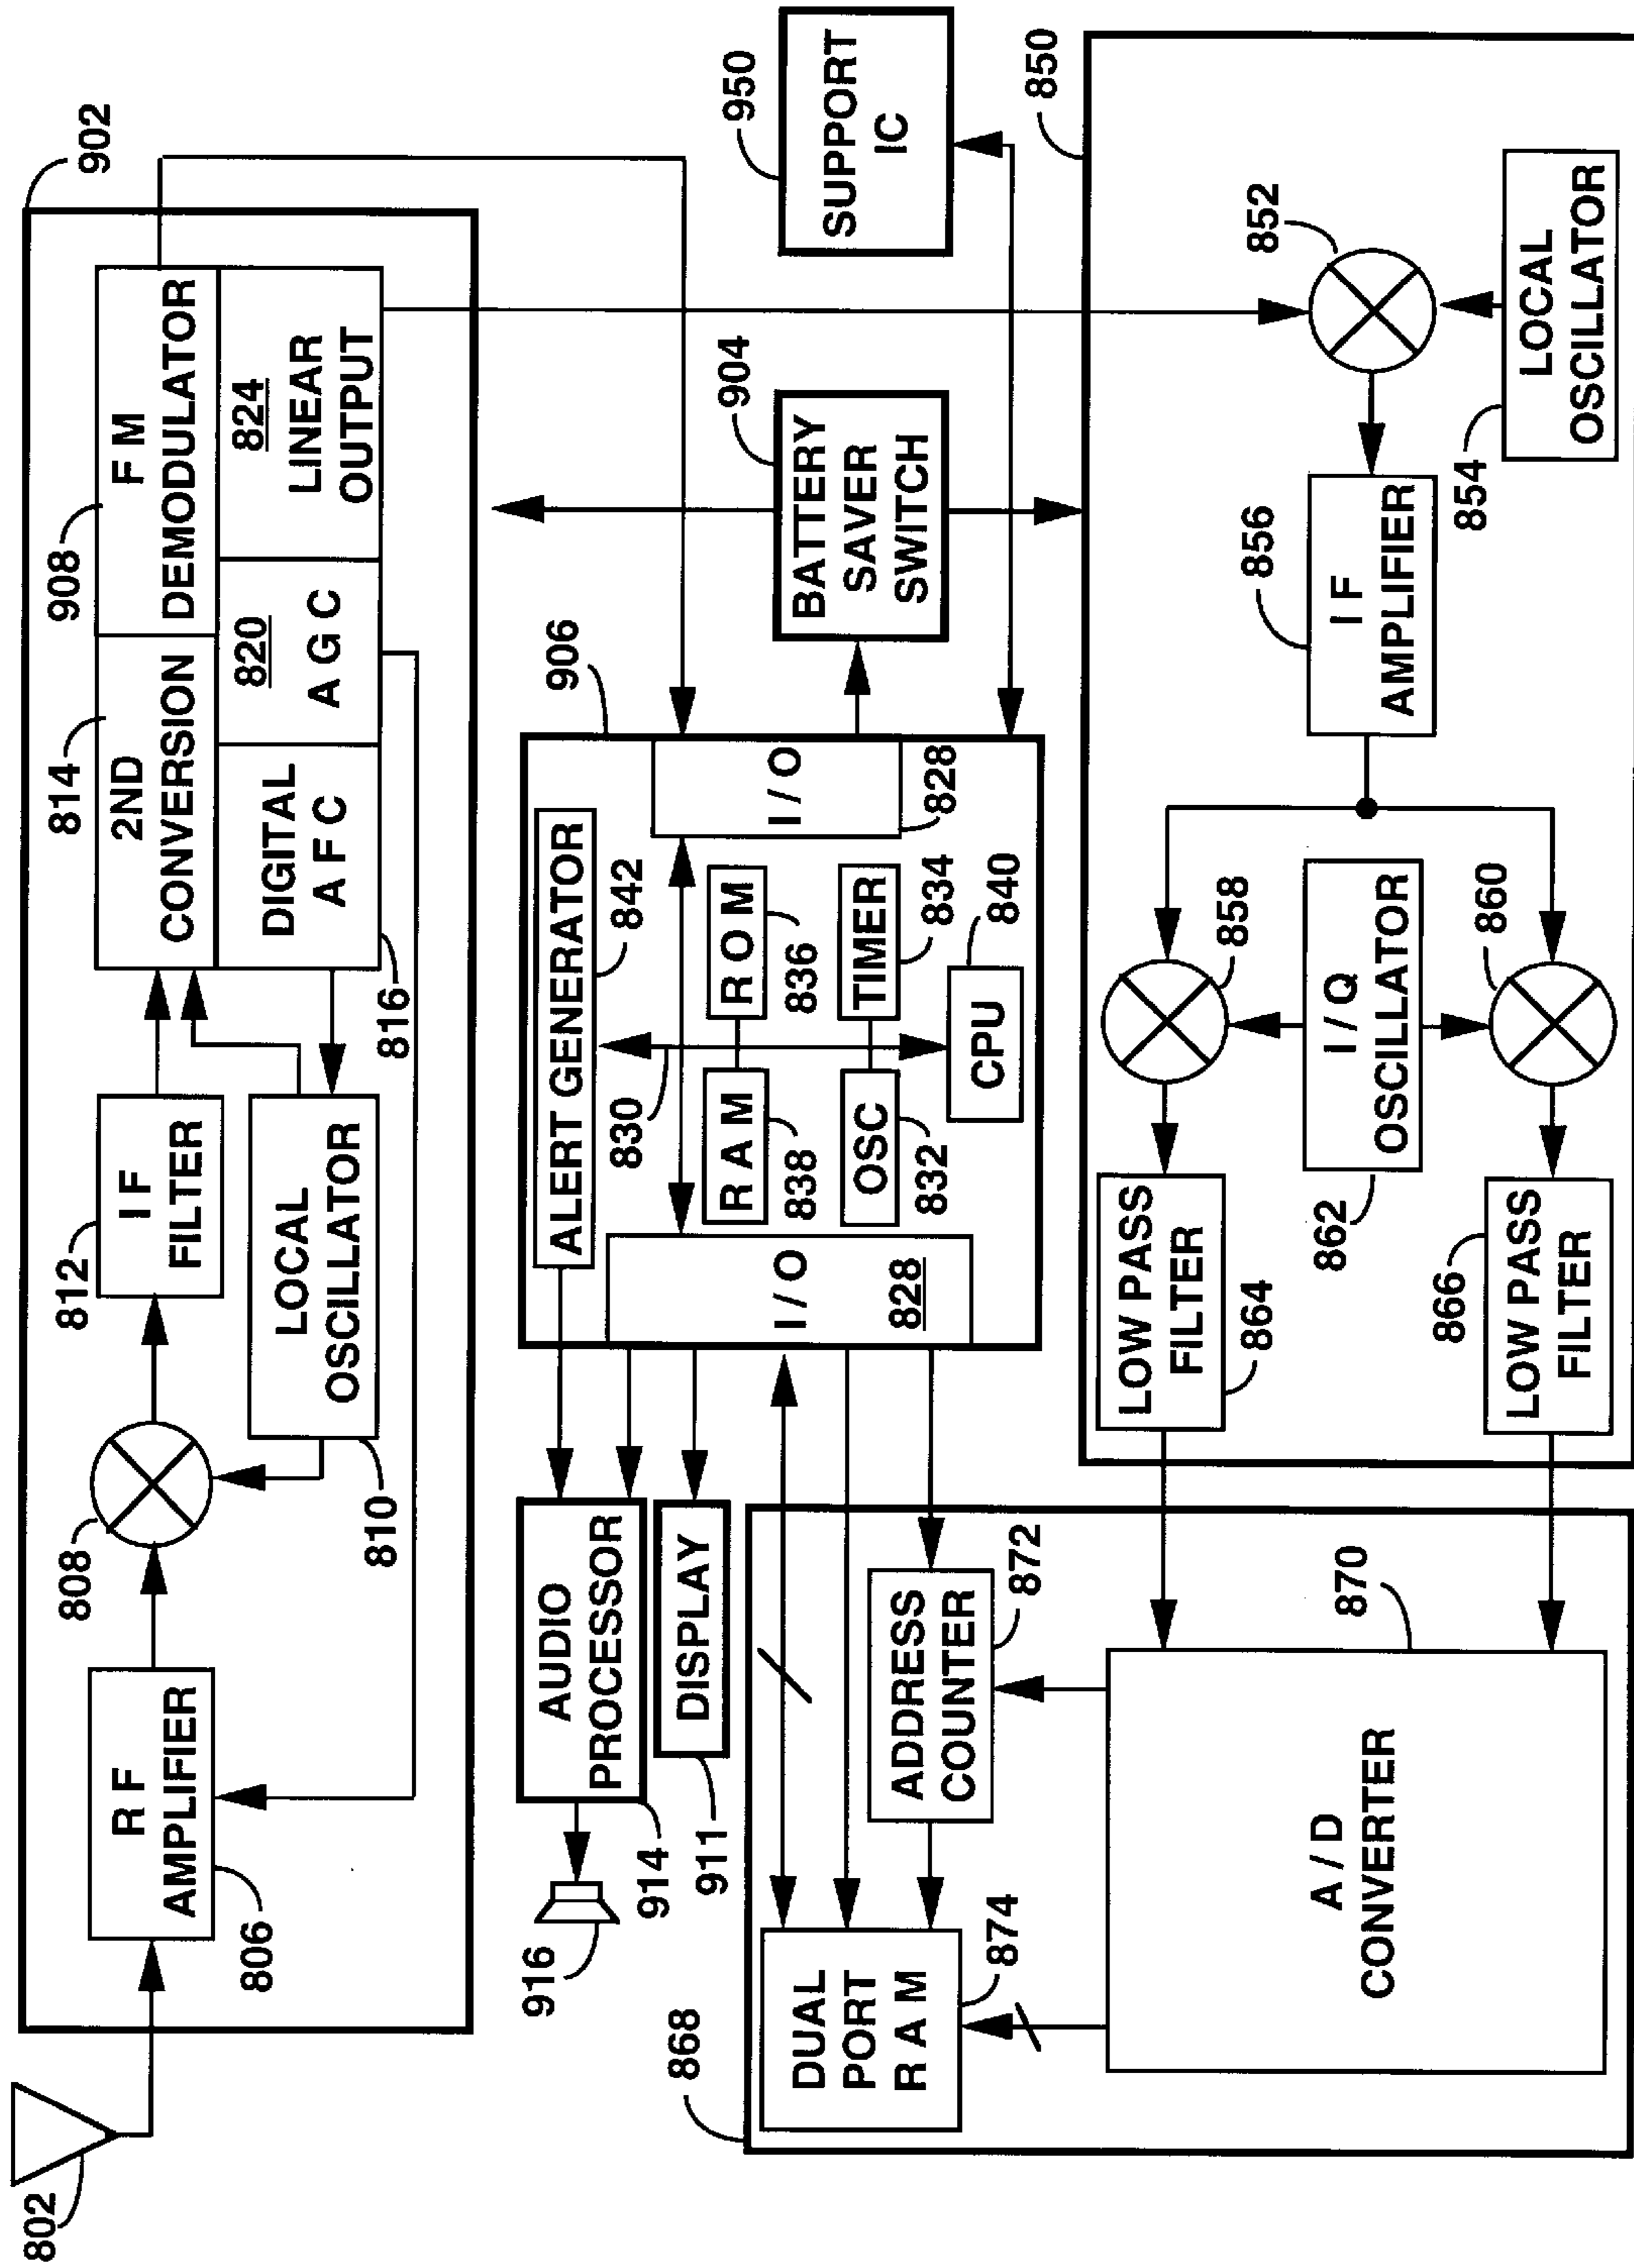 802
902
R F
AMPLIFIER
806
808
I F
FILTER
812
LOCAL
OSCILLATOR
810
814
2ND
CONVERSION
908
F M
DEMODULATOR
DIGITAL
A F C
816
820
A G C
824
LINEAR
OUTPUT
916
AUDIO
PROCESSOR
914
DISPLAY
911
906
ALERT GENERATOR
842
I / O
828
830
R A M
838
R O M
836
OSC
832
TIMER
834
CPU
840
I / O
828
BATTERY
SAVER
SWITCH
904
SUPPORT
IC
950
868
DUAL
PORT
R A M
874
ADDRESS
COUNTER
872
A / D
CONVERTER
870
850
LOW PASS
FILTER
864
858
I / Q
OSCILLATOR
862
LOW PASS
FILTER
866
860
I F
AMPLIFIER
856
852
LOCAL
OSCILLATOR
854